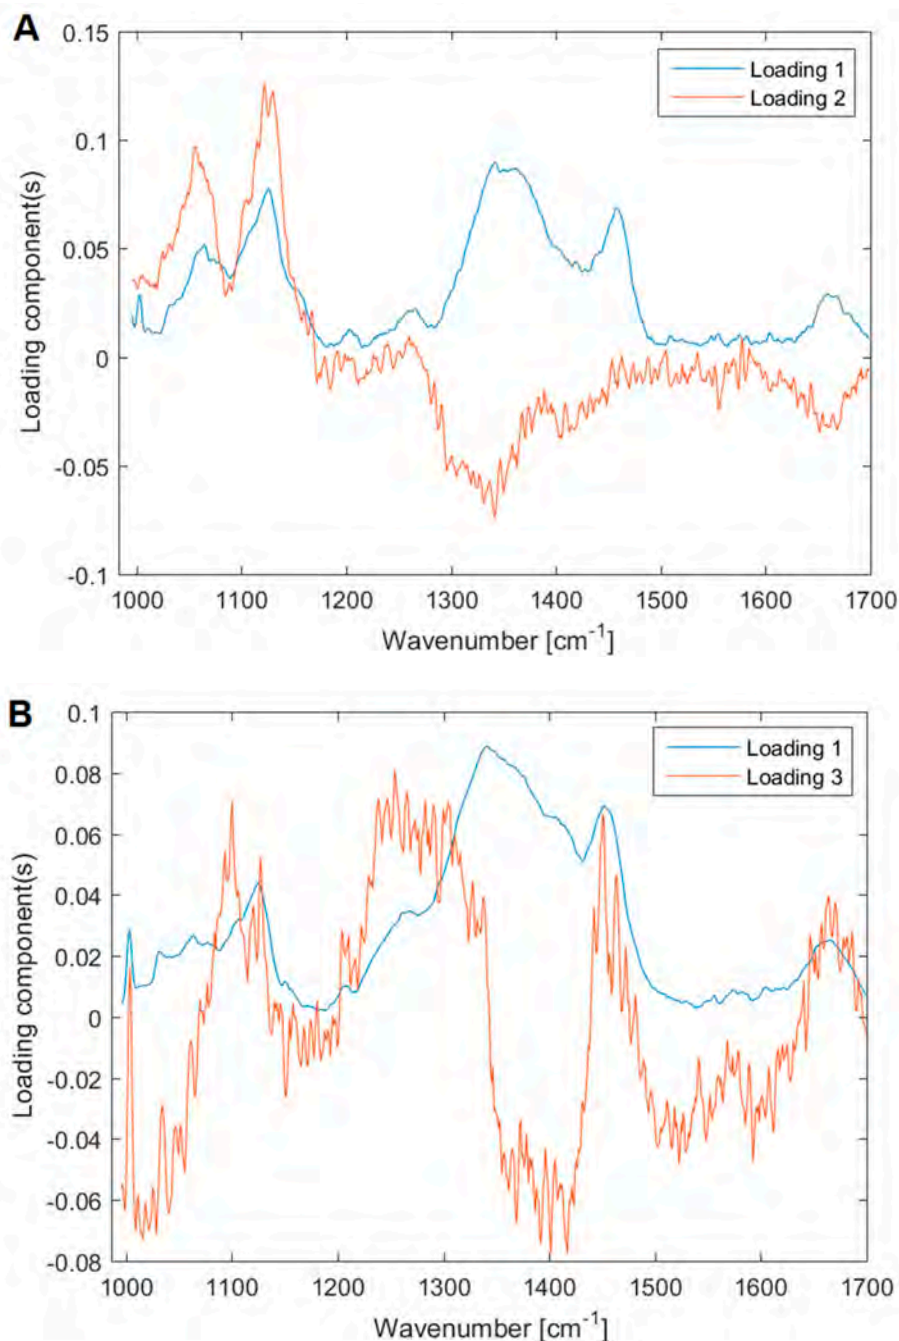 A
0.15
0.1
0.05
0
-0.05
-0.1
Loading component(s)
Loading 1
Loading 2
1000 1100 1200 1300 1400 1500 1600 1700
Wavenumber [cm-1]
B
0.1
0.08
0.06
0.04
0.02
0
-0.02
-0.04
-0.06
-0.08
Loading component(s)
Loading 1
Loading 3
1000 1100 1200 1300 1400 1500 1600 1700
Wavenumber [cm-1]